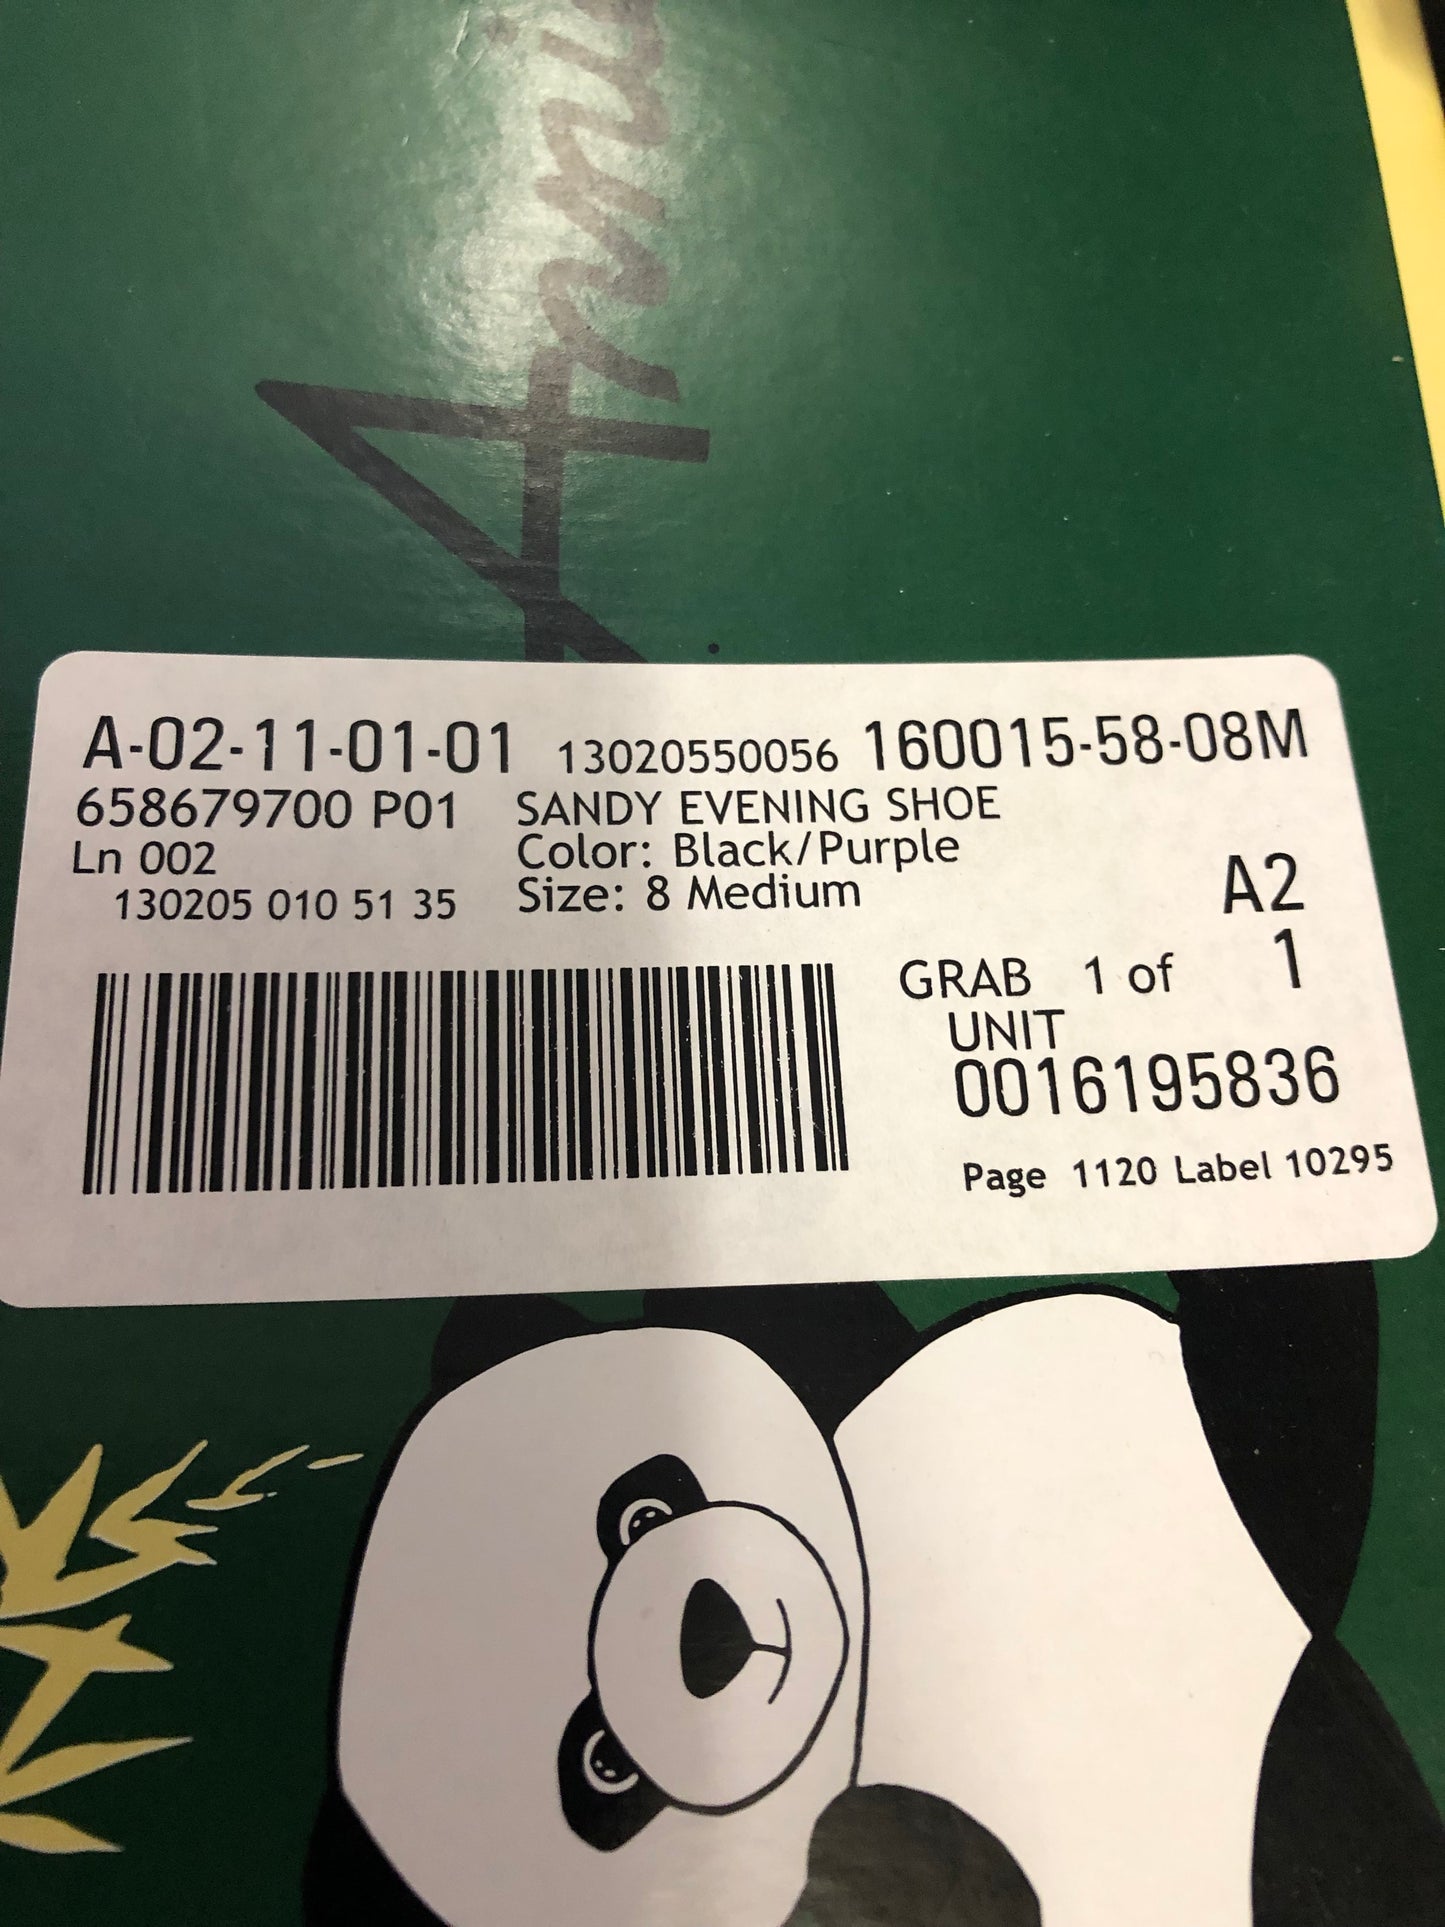 A-02-11-01-01 13020550056 160015-58-08M
658679700 P01 SANDY EVENING SHOE
Ln 002 Color: Black/Purple
130205 010 51 35 Size: 8 Medium A2
GRAB 1 of 1
UNIT
0016195836
Page 1120 Label 10295